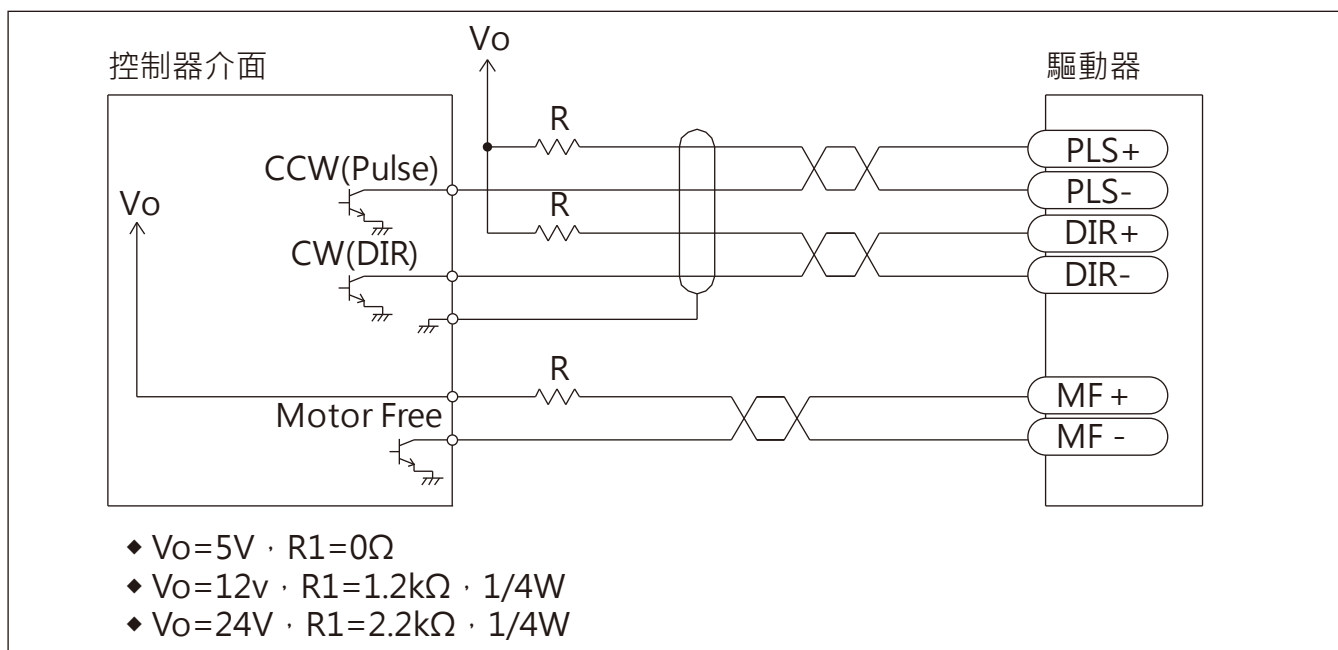 Vo
控制器介面
驅動器
R
PLS+
CCW(Pulse)
PLS-
Vo
R
DIR+
CW(DIR)
DIR-
R
MF +
Motor Free
MF -
◆ Vo=5V，R1=0Ω
◆ Vo=12v，R1=1.2kΩ，1/4W
◆ Vo=24V，R1=2.2kΩ，1/4W